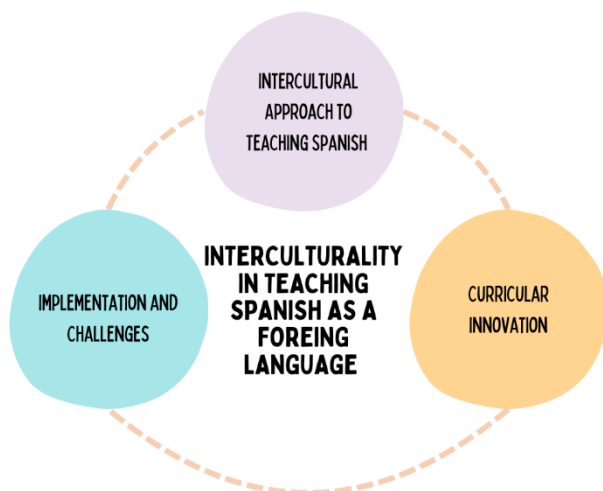 INTERCULTURAL
APPROACH TO
TEACHING SPANISH
INTERCULTURALITY
IN TEACHING
SPANISH AS A
FOREING
LANGUAGE
IMPLEMENTATION AND
CHALLENGES
CURRICULAR
INNOVATION